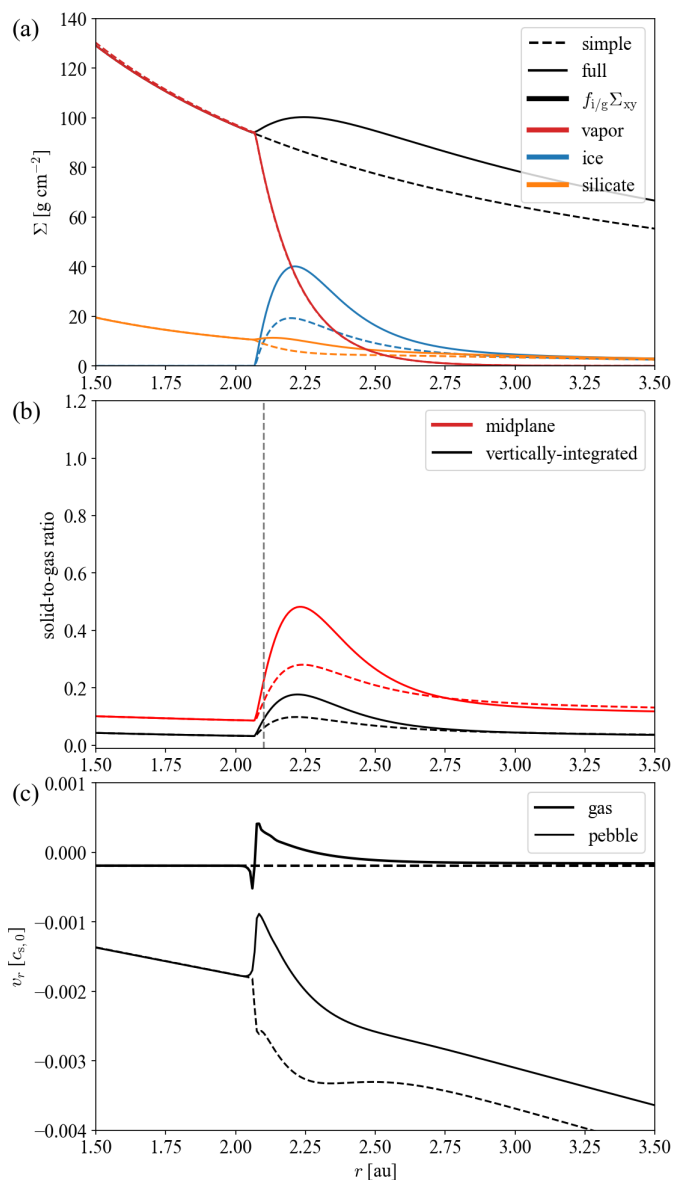 (a)
140
120
100
80
60
40
20
0
Σ [g cm⁻²]
simple
full
f_{i/g}Σ_{xy}
vapor
ice
silicate
1.50 1.75 2.00 2.25 2.50 2.75 3.00 3.25 3.50
(b)
1.2
1.0
0.8
0.6
0.4
0.2
0.0
solid-to-gas ratio
midplane
vertically-integrated
1.50 1.75 2.00 2.25 2.50 2.75 3.00 3.25 3.50
(c)
0.001
0.000
−0.001
−0.002
−0.003
−0.004
v_r [c_{s,0}]
gas
pebble
1.50 1.75 2.00 2.25 2.50 2.75 3.00 3.25 3.50
r [au]